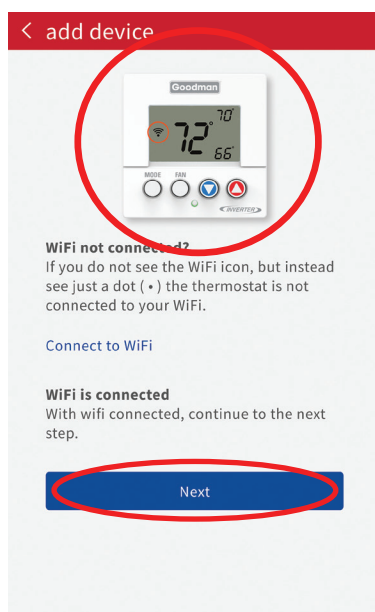 < add device
Goodman
70°
72°
66°
MODE FAN
INVERTER
WiFi not connected?
If you do not see the WiFi icon, but instead
see just a dot ( • ) the thermostat is not
connected to your WiFi.
Connect to WiFi
WiFi is connected
With wifi connected, continue to the next
step.
Next